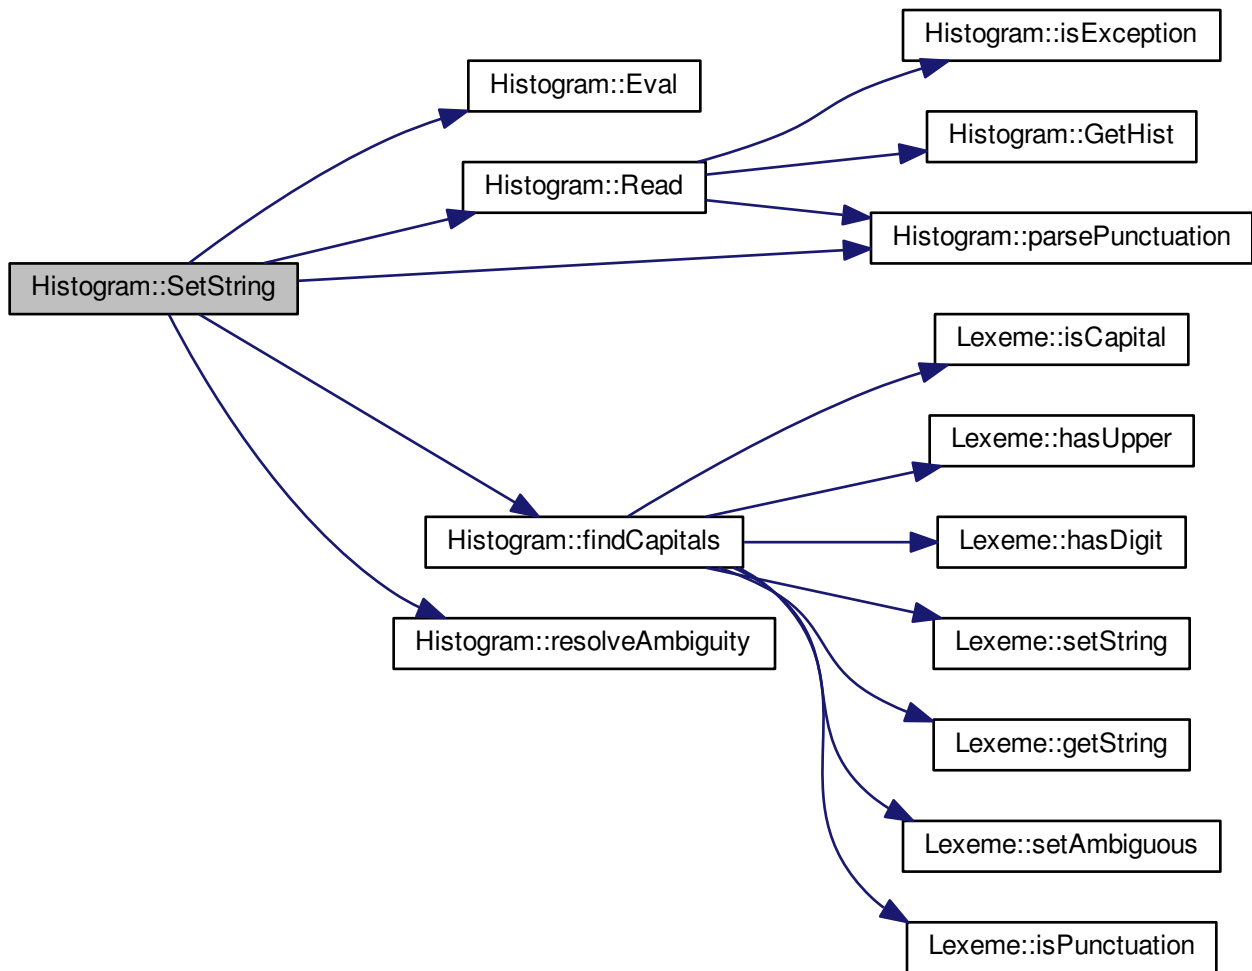 Histogram::isException
Histogram::Eval
Histogram::GetHist
Histogram::Read
Histogram::parsePunctuation
Histogram::SetString
Lexeme::isCapital
Lexeme::hasUpper
Histogram::findCapitals
Lexeme::hasDigit
Histogram::resolveAmbiguity
Lexeme::setString
Lexeme::getString
Lexeme::setAmbiguous
Lexeme::isPunctuation